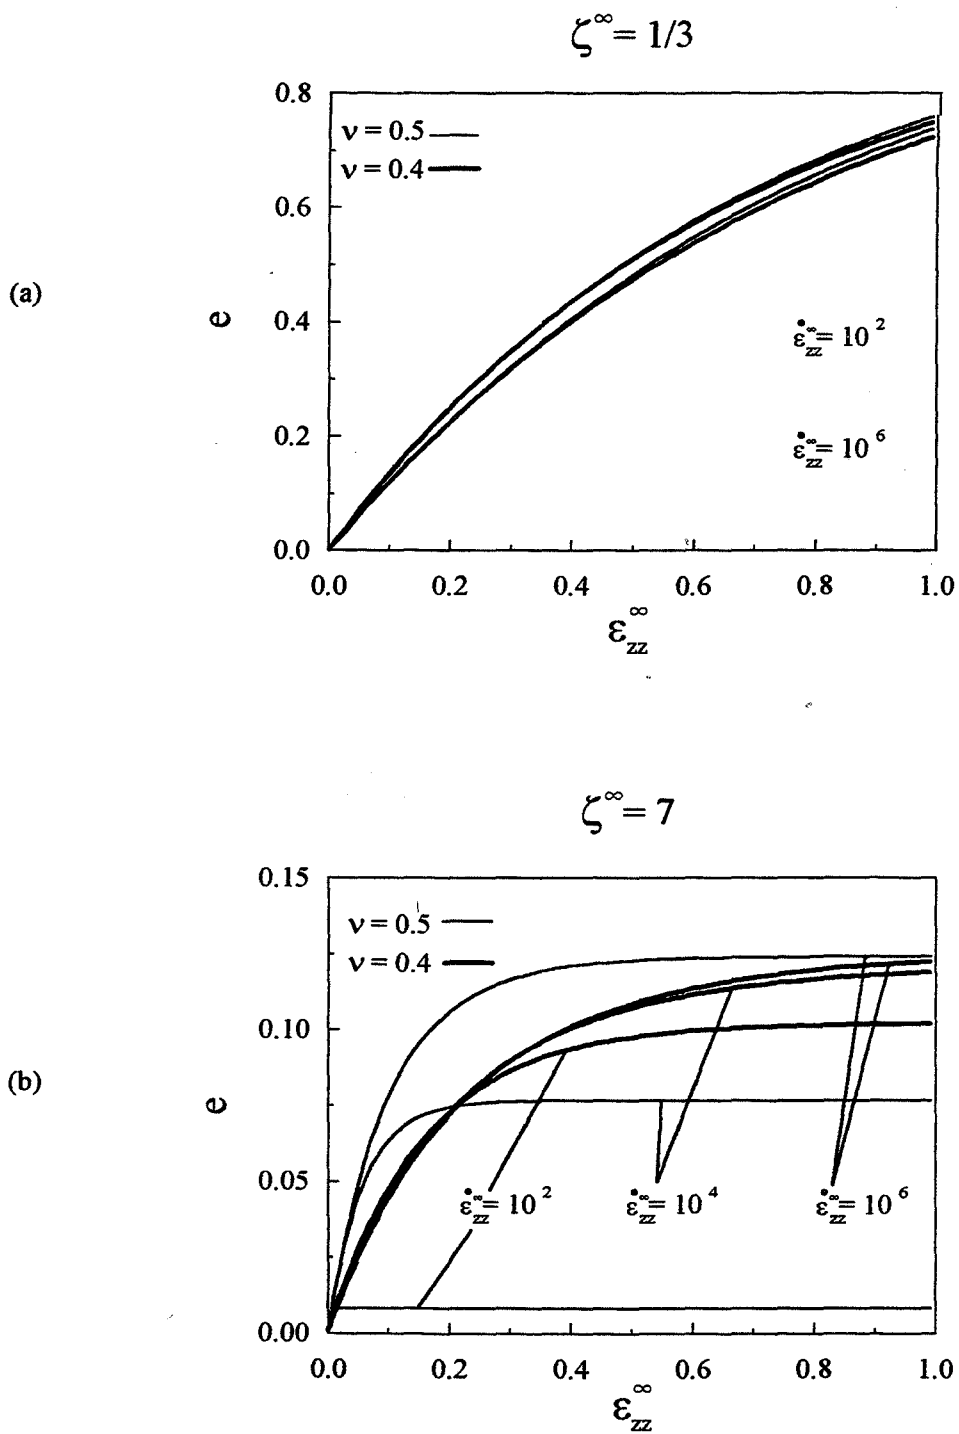 ζ^∞ = 1/3
0.8
ν = 0.5
ν = 0.4
0.6
(a)
e
0.4
ε̇_zz^∞ = 10^2
0.2
ε̇_zz^∞ = 10^6
0.0
0.0 0.2 0.4 0.6 0.8 1.0
ε_zz^∞
ζ^∞ = 7
0.15
ν = 0.5
ν = 0.4
0.10
(b)
e
0.05
ε̇_zz^∞ = 10^2 ε̇_zz^∞ = 10^4 ε̇_zz^∞ = 10^6
0.00
0.0 0.2 0.4 0.6 0.8 1.0
ε_zz^∞